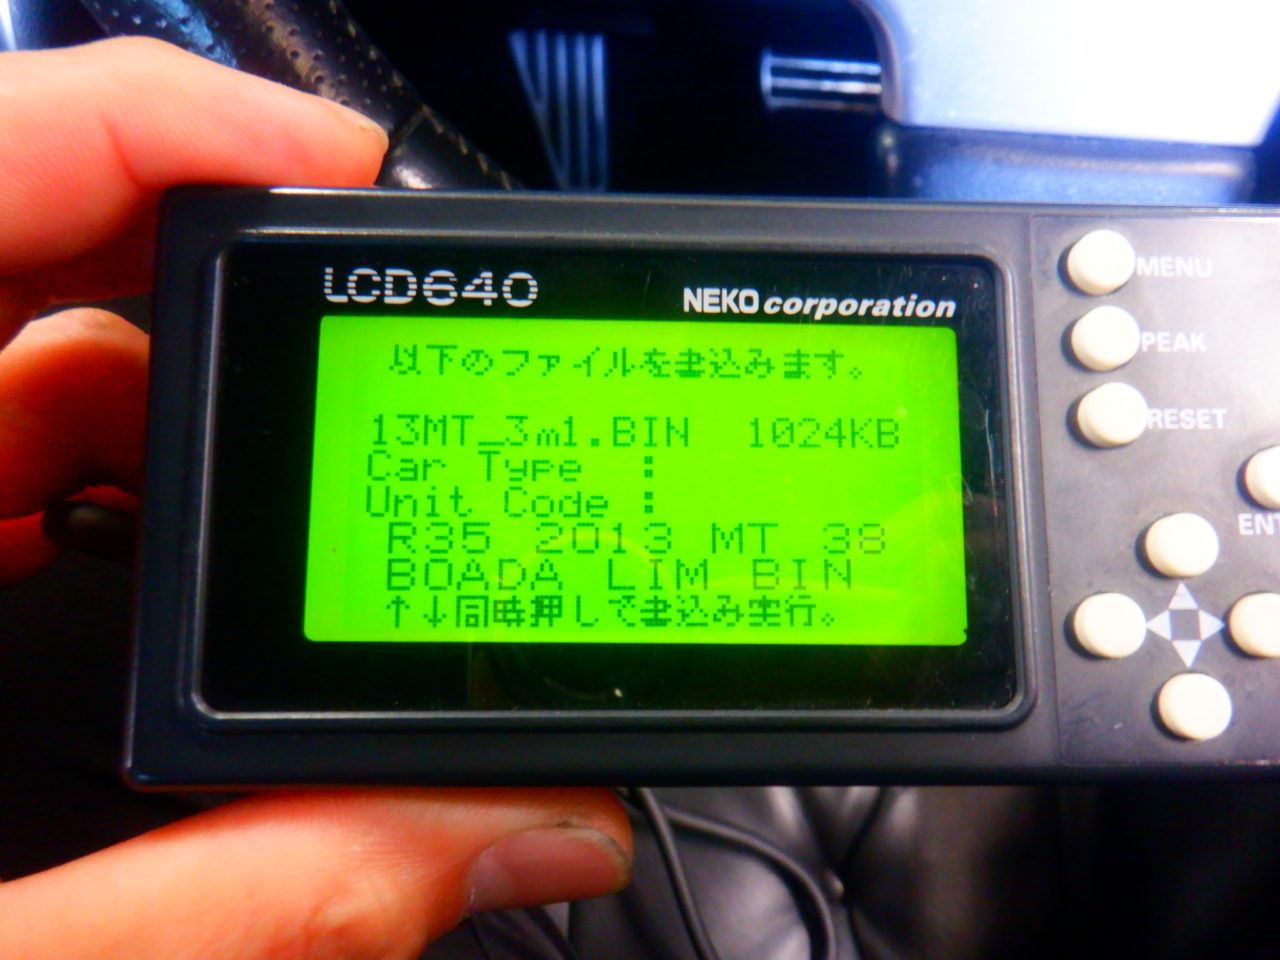 LCD640
NEKO corporation
以下のファイルを書込みます。
13MT_3m1.BIN 1024KB
Car Type :
Unit Code :
R35 2013 MT 38
BOADA LIM BIN
↑↓同時押しで書込み実行。
MENU
PEAK
RESET